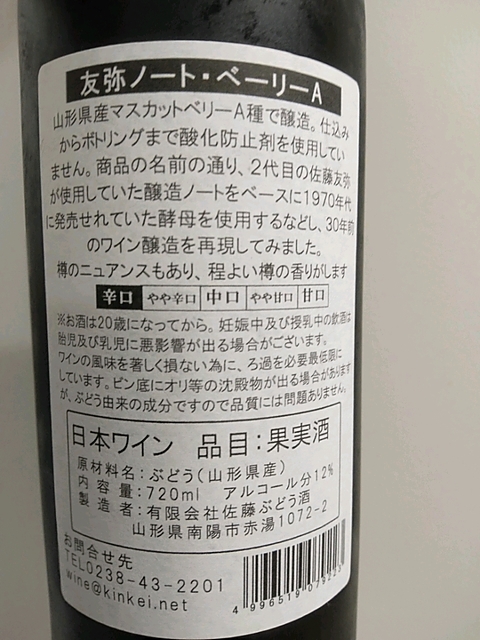 友弥ノート・ベーリーA
山形県産マスカットベリーA種で醸造。仕込み
からボトリングまで酸化防止剤を使用してい
ません。商品の名前の通り、2代目の佐藤友弥
が使用していた醸造ノートをベースに1970年代
に発売せれていた酵母を使用するなどし、30年前
のワイン醸造を再現してみました。
樽のニュアンスもあり、程よい樽の香りがします
辛口 やや辛口 中口 やや甘口 甘口
※お酒は20歳になってから。妊娠中及び授乳中の飲酒は
胎児及び乳児に悪影響が出る場合がございます。
ワインの風味を著しく損ない為に、ろ過を必要最低限に
しています。ビン底にオリ等の沈殿物が出る場合があります
が、ぶどう由来の成分ですので品質には問題ありません。
日本ワイン 品目:果実酒
原材料名:ぶどう(山形県産)
内容量:720ml アルコール分12%
製造者:有限会社佐藤ぶどう酒
山形県南陽市赤湯1072-2
お問合せ先
TEL0238-43-2201
wine@kinkei.net